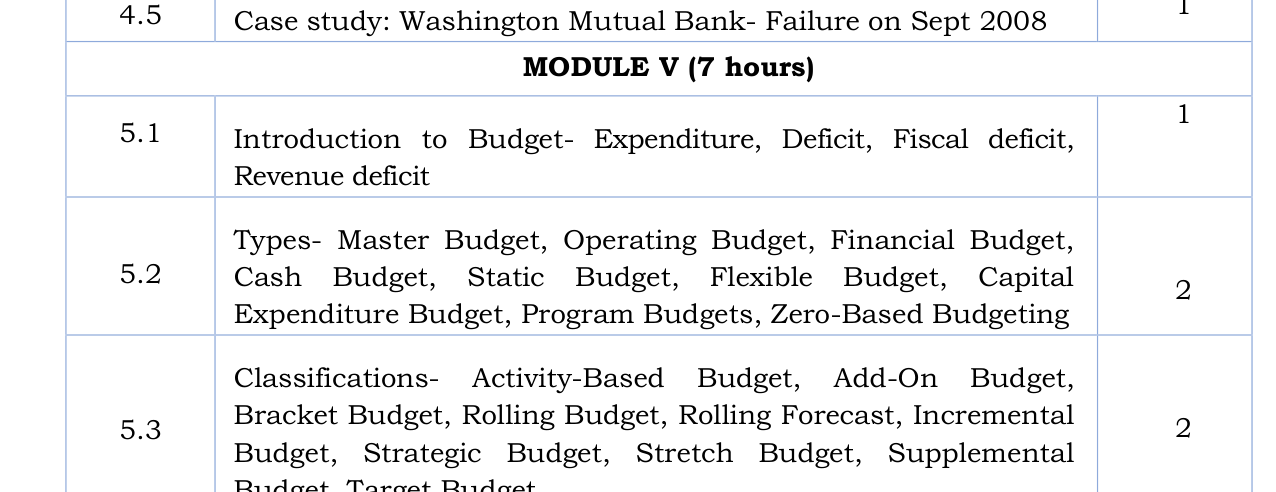 4.5 Case study: Washington Mutual Bank- Failure on Sept 2008 1
MODULE V (7 hours)
5.1 Introduction to Budget- Expenditure, Deficit, Fiscal deficit, 1
Revenue deficit
Types- Master Budget, Operating Budget, Financial Budget,
5.2 Cash Budget, Static Budget, Flexible Budget, Capital 2
Expenditure Budget, Program Budgets, Zero-Based Budgeting
Classifications- Activity-Based Budget, Add-On Budget,
Bracket Budget, Rolling Budget, Rolling Forecast, Incremental
5.3 Budget, Strategic Budget, Stretch Budget, Supplemental 2
Budget, Target Budget